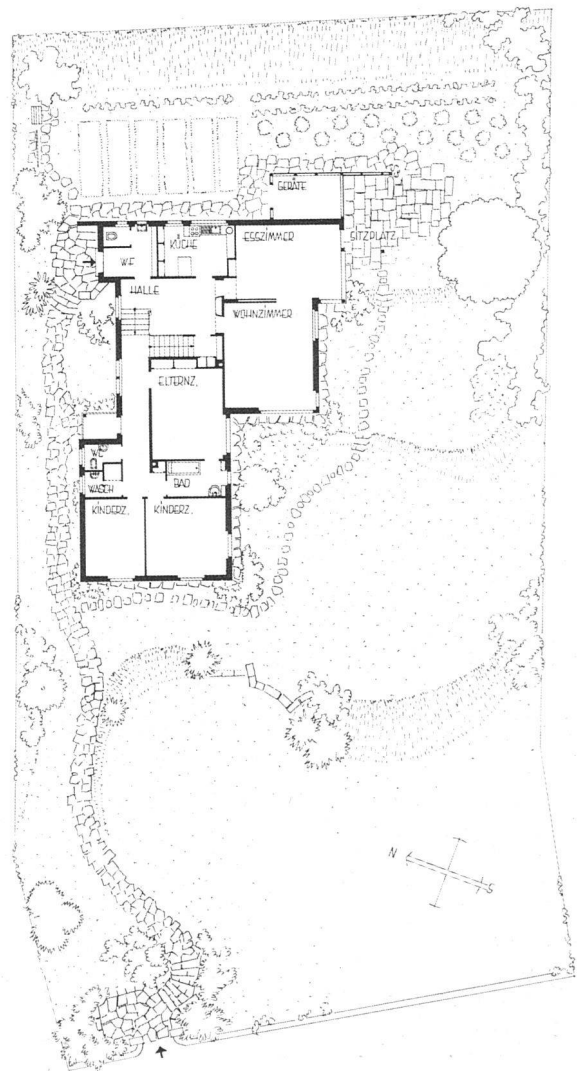 GERÄTE
KÜCHE
ESSZIMMER
SITZPLATZ
W.F.
HALLE
WOHNZIMMER
ELTERNZ.
WC
WASCH
BAD
KINDERZ.
KINDERZ.
N
S